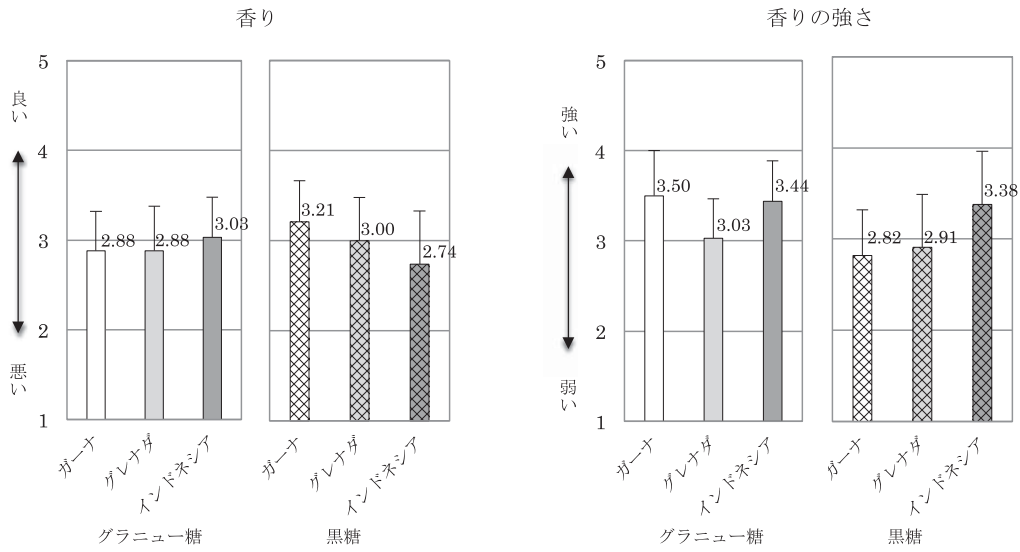 香り
香りの強さ
5
4
3
2
1
良い
悪い
2.88
2.88
3.03
3.21
3.00
2.74
ガーナ
グレナダ
インドネシア
ガーナ
グレナダ
インドネシア
グラニュー糖
黒糖
5
4
3
2
1
強い
弱い
3.50
3.03
3.44
2.82
2.91
3.38
ガーナ
グレナダ
インドネシア
ガーナ
グレナダ
インドネシア
グラニュー糖
黒糖